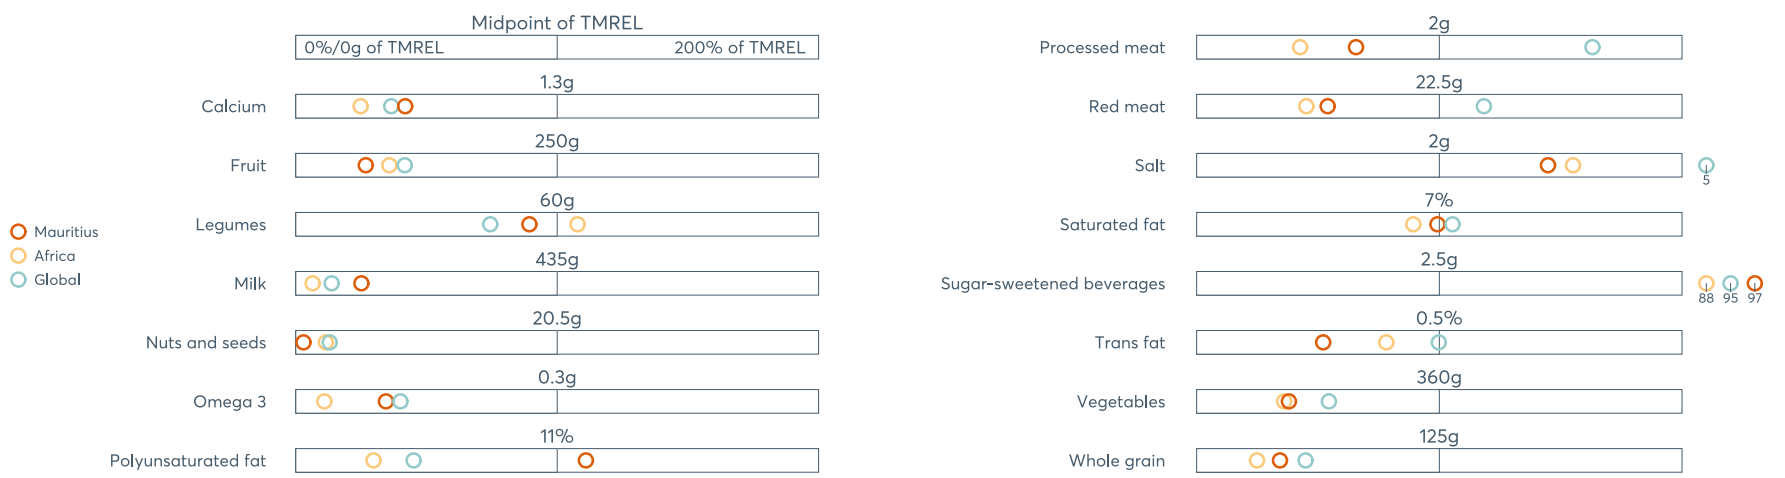 Midpoint of TMREL
0%/0g of TMREL 200% of TMREL
1.3g
Calcium
250g
Fruit
60g
Legumes
435g
Milk
20.5g
Nuts and seeds
0.3g
Omega 3
11%
Polyunsaturated fat
Mauritius
Africa
Global
2g
Processed meat
22.5g
Red meat
2g
Salt
5
7%
Saturated fat
2.5g
Sugar-sweetened beverages
88 95 97
0.5%
Trans fat
360g
Vegetables
125g
Whole grain